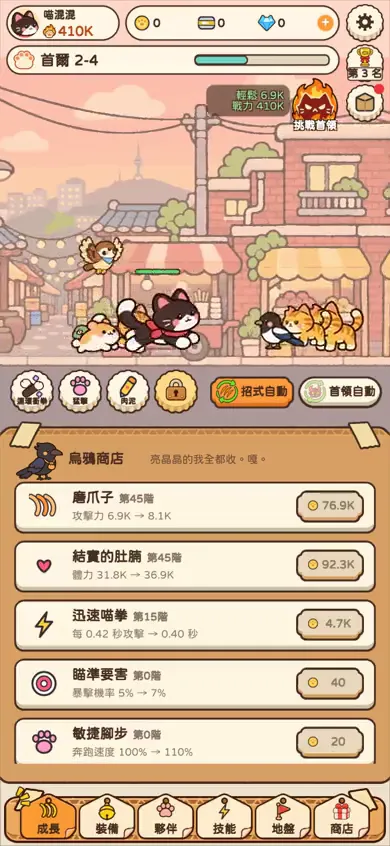 喵混混
410K
0
0
0
首爾 2-4
第 3 名
輕鬆 6.9K
戰力 410K
挑戰首領
猛擊
肉泥
招式自動
首領自動
烏鴉商店
亮晶晶的我全都收。嘎。
磨爪子 第45階
攻擊力 6.9K → 8.1K
76.9K
結實的肚腩 第45階
體力 31.8K → 36.9K
92.3K
迅速喵拳 第15階
每 0.42 秒攻擊 → 0.40 秒
4.7K
瞄準要害 第0階
暴擊機率 5% → 7%
40
敏捷腳步 第0階
奔跑速度 100% → 110%
20
成長
裝備
夥伴
技能
地盤
商店